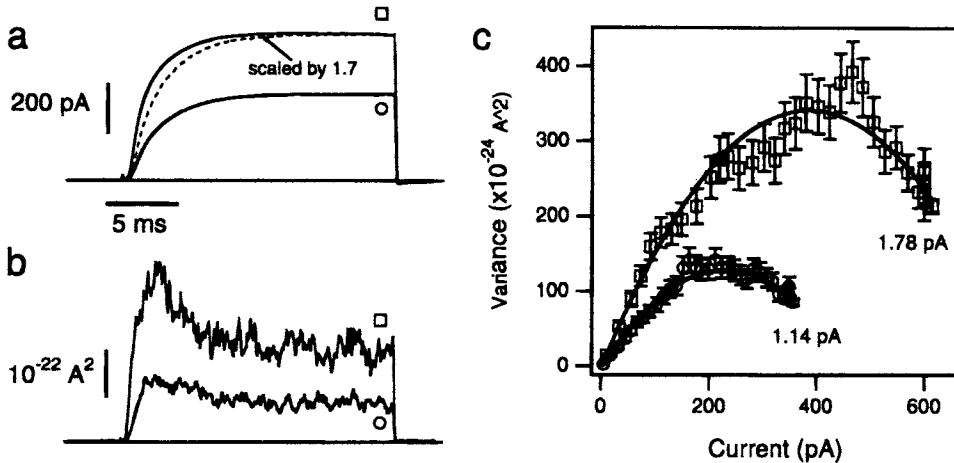 a
scaled by 1.7
200 pA
5 ms
b
10⁻²² A²
c
Variance (x10⁻²⁴ A^2)
400
300
200
100
0
1.78 pA
1.14 pA
0
200
400
600
Current (pA)